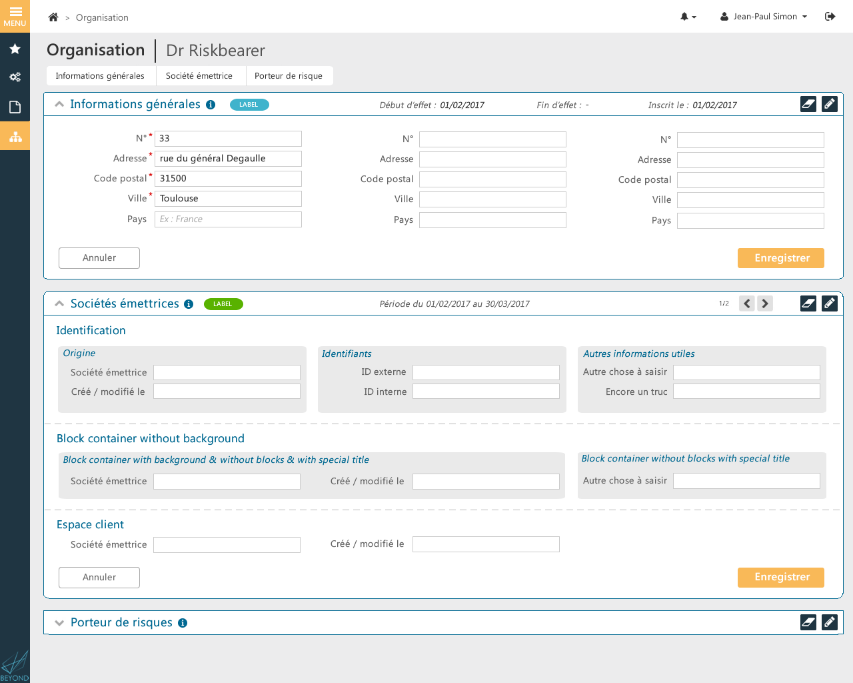 MENU
> Organisation
Jean-Paul Simon
Organisation | Dr Riskbearer
Informations générales Société émettrice Porteur de risque
Informations générales LABEL Début d'effet : 01/02/2017 Fin d'effet : - Inscrit le : 01/02/2017
N°* 33 N° N°
Adresse* rue du général Degaulle Adresse Adresse
Code postal* 31500 Code postal Code postal
Ville* Toulouse Ville Ville
Pays Ex : France Pays Pays
Annuler Enregistrer
Sociétés émettrices LABEL Période du 01/02/2017 au 30/03/2017 1/2
Identification
Origine Identifiants Autres informations utiles
Société émettrice ID externe Autre chose à saisir
Créé / modifié le ID interne Encore un truc
Block container without background
Block container with background & without blocks & with special title Block container without blocks with special title
Société émettrice Créé / modifié le Autre chose à saisir
Espace client
Société émettrice Créé / modifié le
Annuler Enregistrer
Porteur de risques
BEYOND